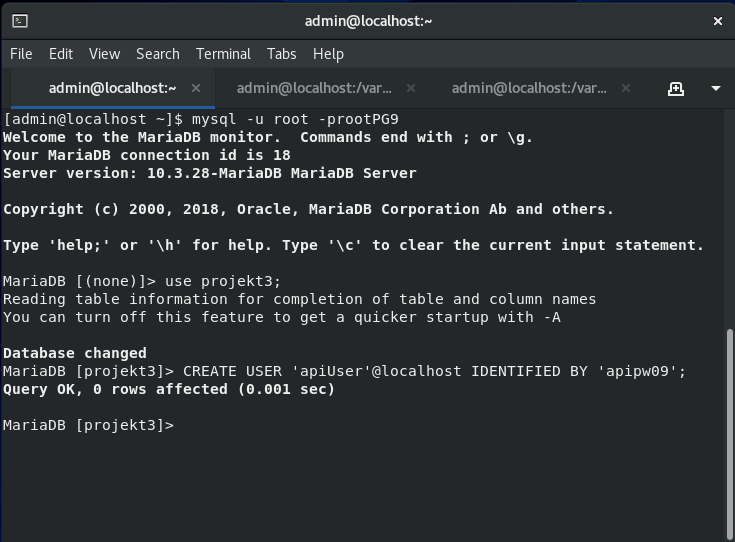 admin@localhost:~
File Edit View Search Terminal Tabs Help
admin@localhost:~ × admin@localhost:/var... × admin@localhost:/var... ×
[admin@localhost ~]$ mysql -u root -prootPG9
Welcome to the MariaDB monitor.  Commands end with ; or \g.
Your MariaDB connection id is 18
Server version: 10.3.28-MariaDB MariaDB Server
Copyright (c) 2000, 2018, Oracle, MariaDB Corporation Ab and others.
Type 'help;' or '\h' for help. Type '\c' to clear the current input statement.
MariaDB [(none)]> use projekt3;
Reading table information for completion of table and column names
You can turn off this feature to get a quicker startup with -A
Database changed
MariaDB [projekt3]> CREATE USER 'apiUser'@localhost IDENTIFIED BY 'apipw09';
Query OK, 0 rows affected (0.001 sec)
MariaDB [projekt3]>